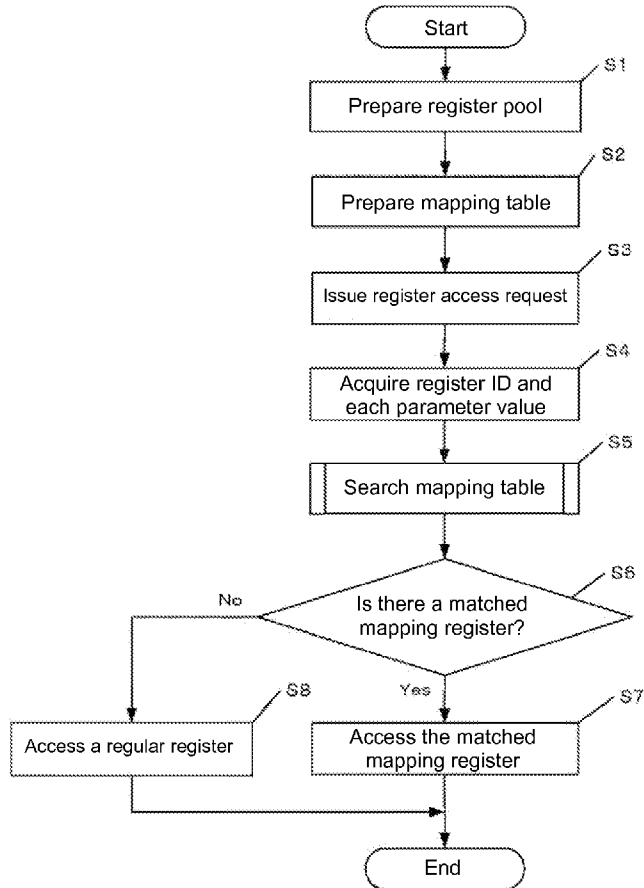 Start
S1
Prepare register pool
S2
Prepare mapping table
S3
Issue register access request
S4
Acquire register ID and
each parameter value
S5
Search mapping table
S6
Is there a matched
mapping register?
No
Yes
S8
Access a regular register
S7
Access the matched
mapping register
End